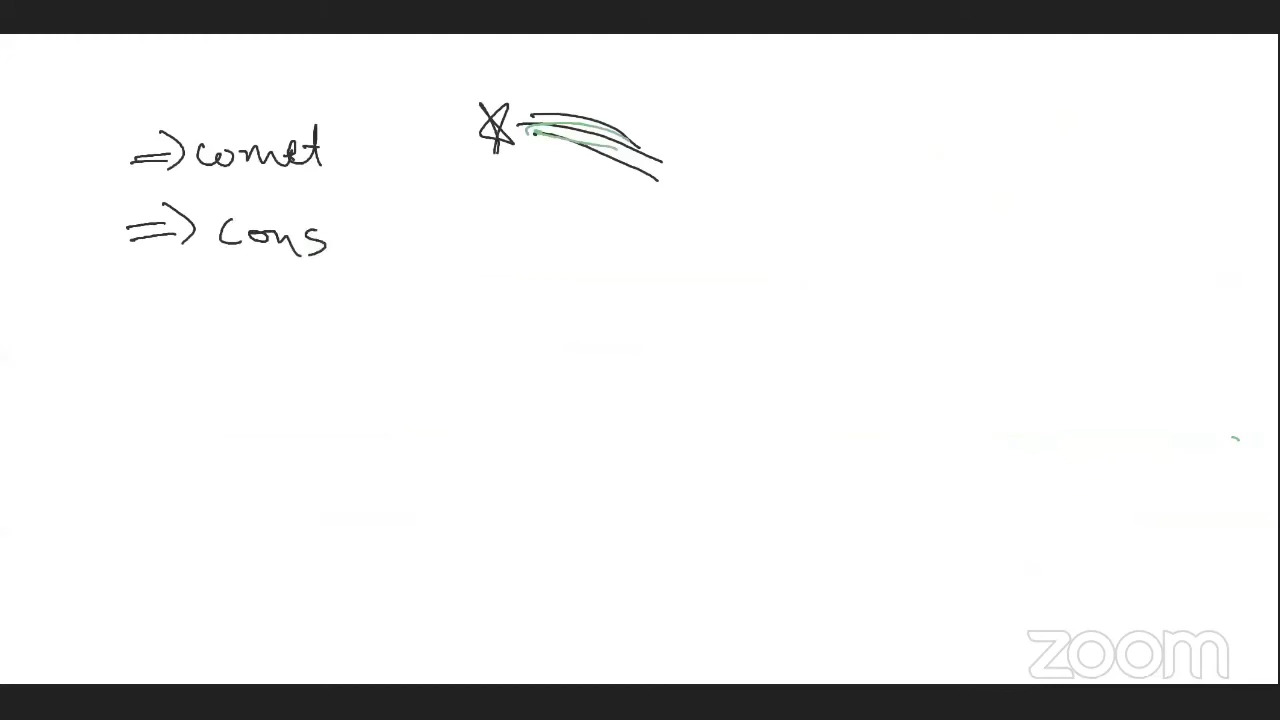 ⇒ comet
⇒ cons
zoom